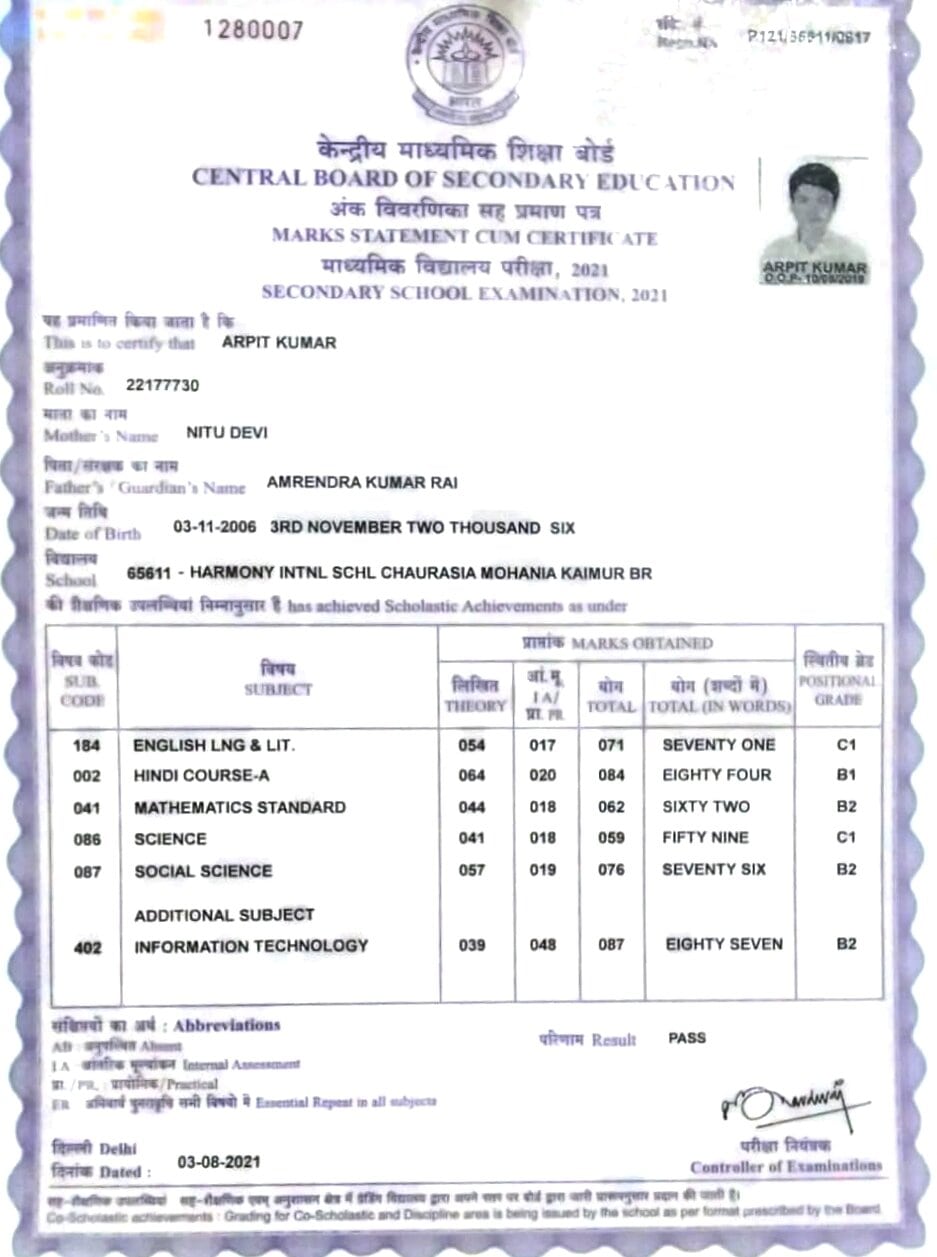 1280007
पंजि. सं.
Regn.No. P121/65611/0817
केन्द्रीय माध्यमिक शिक्षा बोर्ड
भारत
केन्द्रीय माध्यमिक शिक्षा बोर्ड
CENTRAL BOARD OF SECONDARY EDUCATION
अंक विवरणिका सह प्रमाण पत्र
MARKS STATEMENT CUM CERTIFICATE
माध्यमिक विद्यालय परीक्षा, 2021
SECONDARY SCHOOL EXAMINATION, 2021
ARPIT KUMAR
D.O.P- 10/08/2019
यह प्रमाणित किया जाता है कि
This is to certify that ARPIT KUMAR
अनुक्रमांक
Roll No. 22177730
माता का नाम
Mother's Name NITU DEVI
पिता/संरक्षक का नाम
Father's / Guardian's Name AMRENDRA KUMAR RAI
जन्म तिथि
Date of Birth 03-11-2006 3RD NOVEMBER TWO THOUSAND SIX
विद्यालय
School 65611 - HARMONY INTNL SCHL CHAURASIA MOHANIA KAIMUR BR
की शैक्षणिक उपलब्धियां निम्नानुसार है has achieved Scholastic Achievements as under
विषय कोड SUB. CODE
विषय SUBJECT
प्राप्तांक MARKS OBTAINED
लिखित THEORY
आं.मू. I A/ प्रा. PR.
योग TOTAL
योग (शब्दों में) TOTAL (IN WORDS)
स्थितीय ग्रेड POSITIONAL GRADE
184 ENGLISH LNG & LIT. 054 017 071 SEVENTY ONE C1
002 HINDI COURSE-A 064 020 084 EIGHTY FOUR B1
041 MATHEMATICS STANDARD 044 018 062 SIXTY TWO B2
086 SCIENCE 041 018 059 FIFTY NINE C1
087 SOCIAL SCIENCE 057 019 076 SEVENTY SIX B2
ADDITIONAL SUBJECT
402 INFORMATION TECHNOLOGY 039 048 087 EIGHTY SEVEN B2
संक्षिप्तियों का अर्थ : Abbreviations
AB : अनुपस्थित Absent
I A : आंतरिक मूल्यांकन Internal Assessment
प्रा. /PR. : प्रायोगिक/Practical
ER अनिवार्य पुनरावृत्ति सभी विषयों में Essential Repeat in all subjects
परिणाम Result PASS
परीक्षा नियंत्रक
Controller of Examinations
दिल्ली Delhi
दिनांक Dated : 03-08-2021
सह-शैक्षणिक उपलब्धियां सह-शैक्षणिक एवम् अनुशासन क्षेत्र में ग्रेडिंग विद्यालय द्वारा अपने स्तर पर बोर्ड द्वारा जारी प्रारूपनुसार प्रदान की जाती है।
Co-Scholastic achievements : Grading for Co-Scholastic and Discipline area is being issued by the school as per format prescribed by the Board.